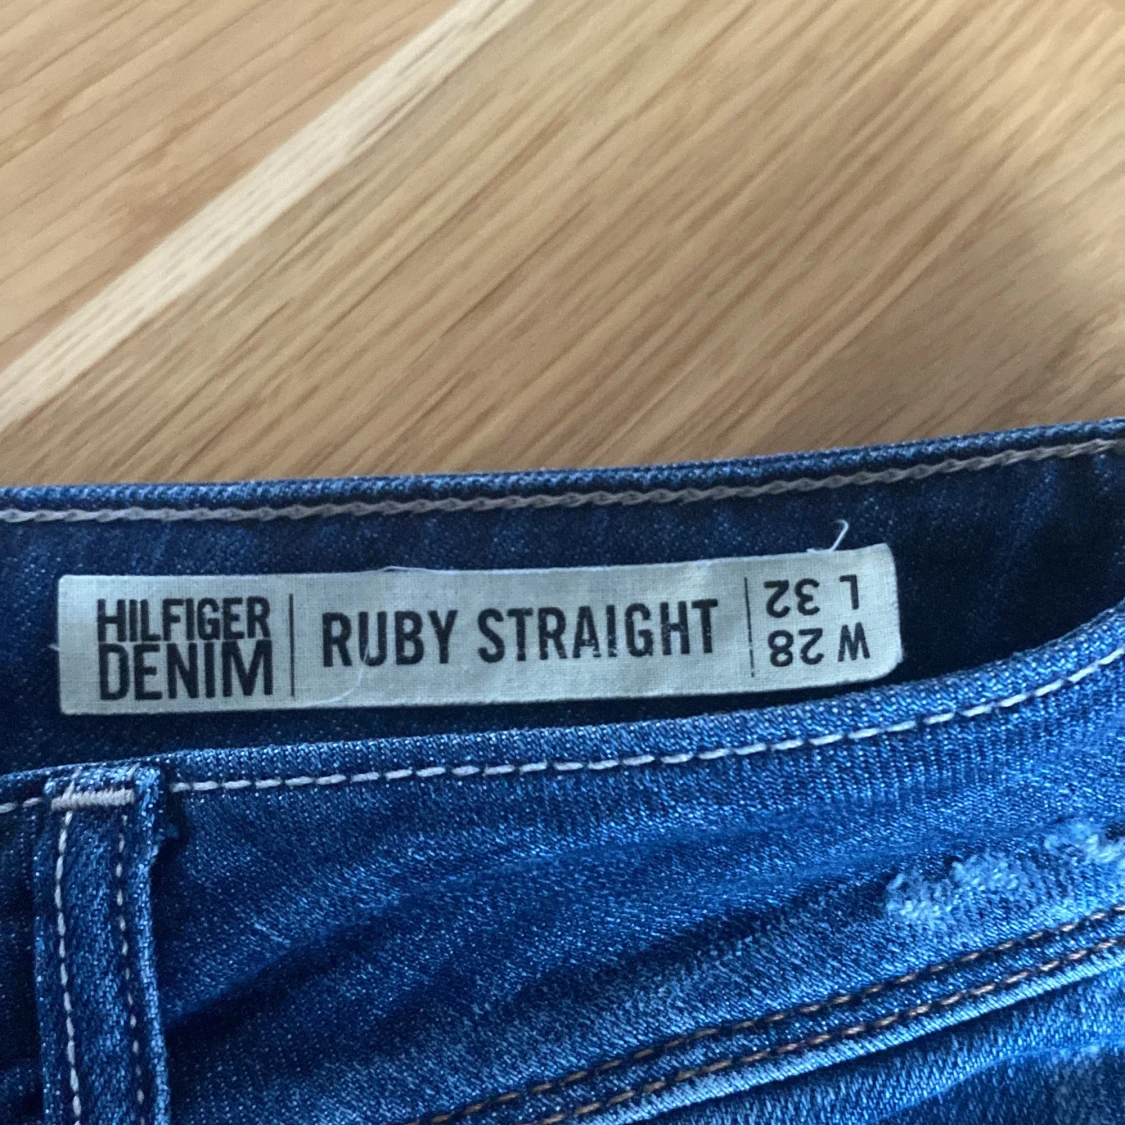 HILFIGER
DENIM
RUBY STRAIGHT
W 28
L 32